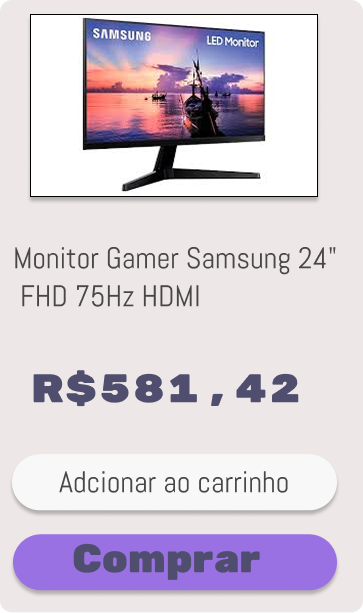 SAMSUNG
LED Monitor
Monitor Gamer Samsung 24"
FHD 75Hz HDMI
R$581,42
Adcionar ao carrinho
Comprar